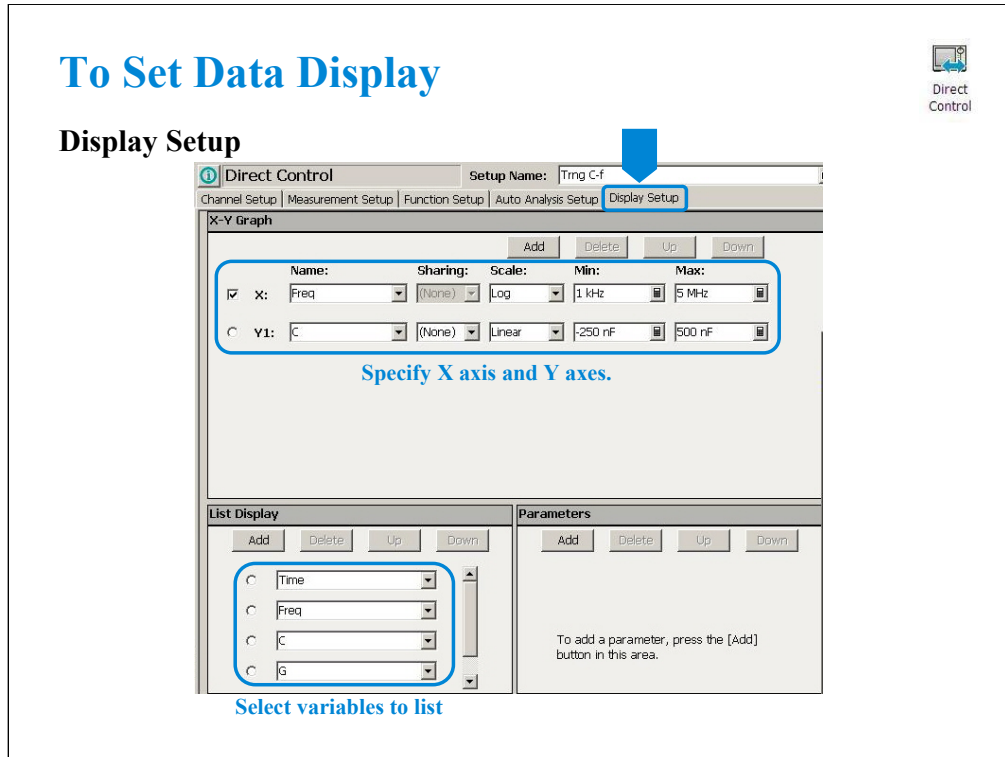 To Set Data Display
Direct
Control
Display Setup
Direct Control Setup Name: Trng C-f
Channel Setup Measurement Setup Function Setup Auto Analysis Setup Display Setup
X-Y Graph
Add Delete Up Down
Name: Sharing: Scale: Min: Max:
X: Freq (None) Log 1 kHz 5 MHz
Y1: C (None) Linear -250 nF 500 nF
Specify X axis and Y axes.
List Display
Add Delete Up Down
Time
Freq
C
G
Parameters
Add Delete Up Down
To add a parameter, press the [Add]
button in this area.
Select variables to list